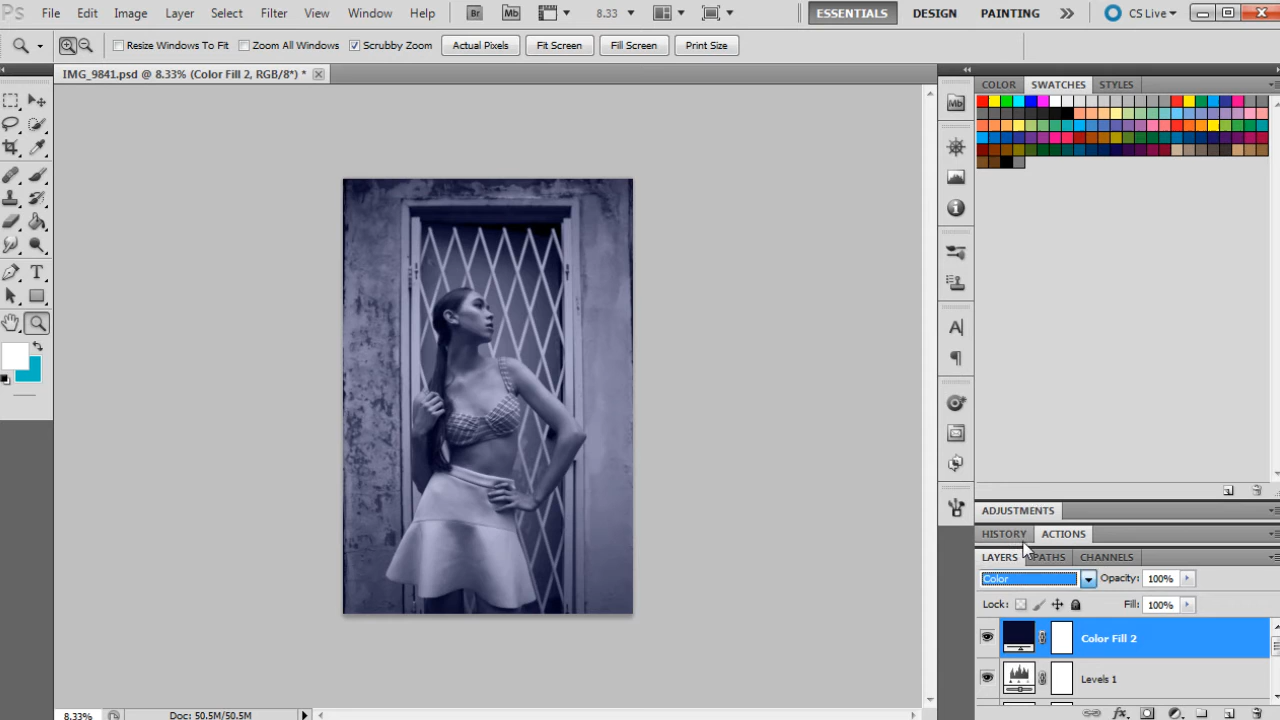 Ps File Edit Image Layer Select Filter View Window Help Br Mb 8.33 ESSENTIALS DESIGN PAINTING CS Live
Resize Windows To Fit Zoom All Windows Scrubby Zoom Actual Pixels Fit Screen Fill Screen Print Size
IMG_9841.psd @ 8.33% (Color Fill 2, RGB/8*) *
COLOR SWATCHES STYLES
Mb
T
A
ADJUSTMENTS
HISTORY ACTIONS
LAYERS PATHS CHANNELS
Color Opacity: 100%
Lock: Fill: 100%
Color Fill 2
Levels 1
8.33% Doc: 50.5M/50.5M